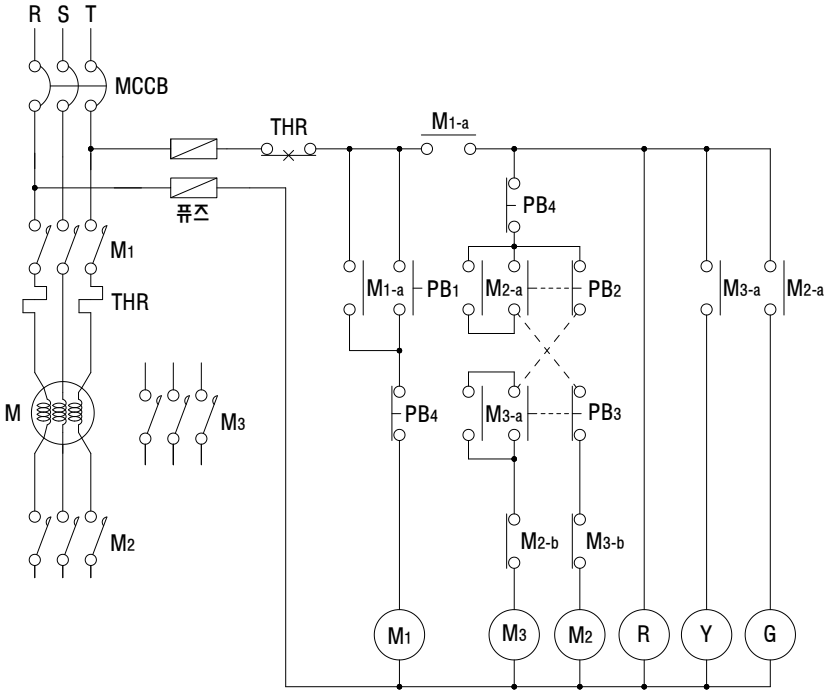 R S T
MCCB
THR
M1-a
퓨즈
PB4
M1
M1-a
PB1
M2-a
PB2
M3-a
M2-a
THR
M
M3
PB4
M3-a
PB3
M2
M2-b
M3-b
M1
M3
M2
R
Y
G